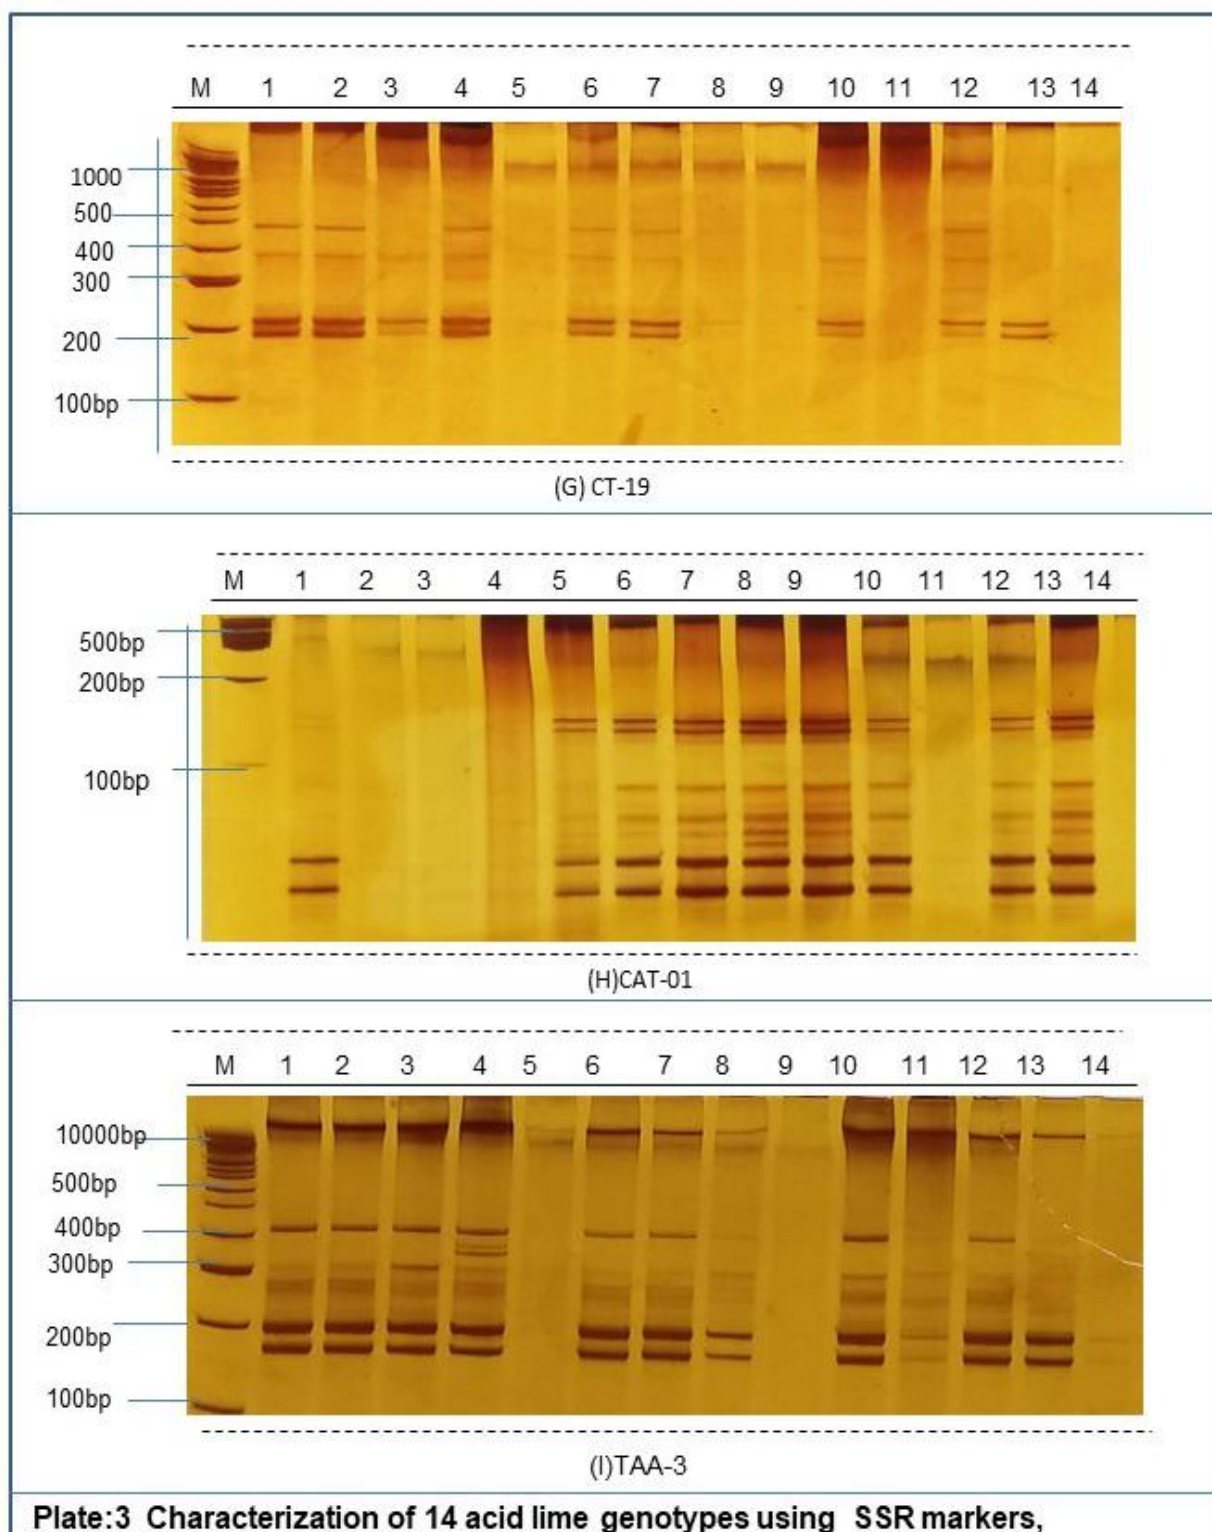 M 1 2 3 4 5 6 7 8 9 10 11 12 13 14
1000
500
400
300
200
100bp
(G) CT-19
M 1 2 3 4 5 6 7 8 9 10 11 12 13 14
500bp
200bp
100bp
(H)CAT-01
M 1 2 3 4 5 6 7 8 9 10 11 12 13 14
10000bp
500bp
400bp
300bp
200bp
100bp
(I)TAA-3
Plate:3 Characterization of 14 acid lime genotypes using SSR markers,